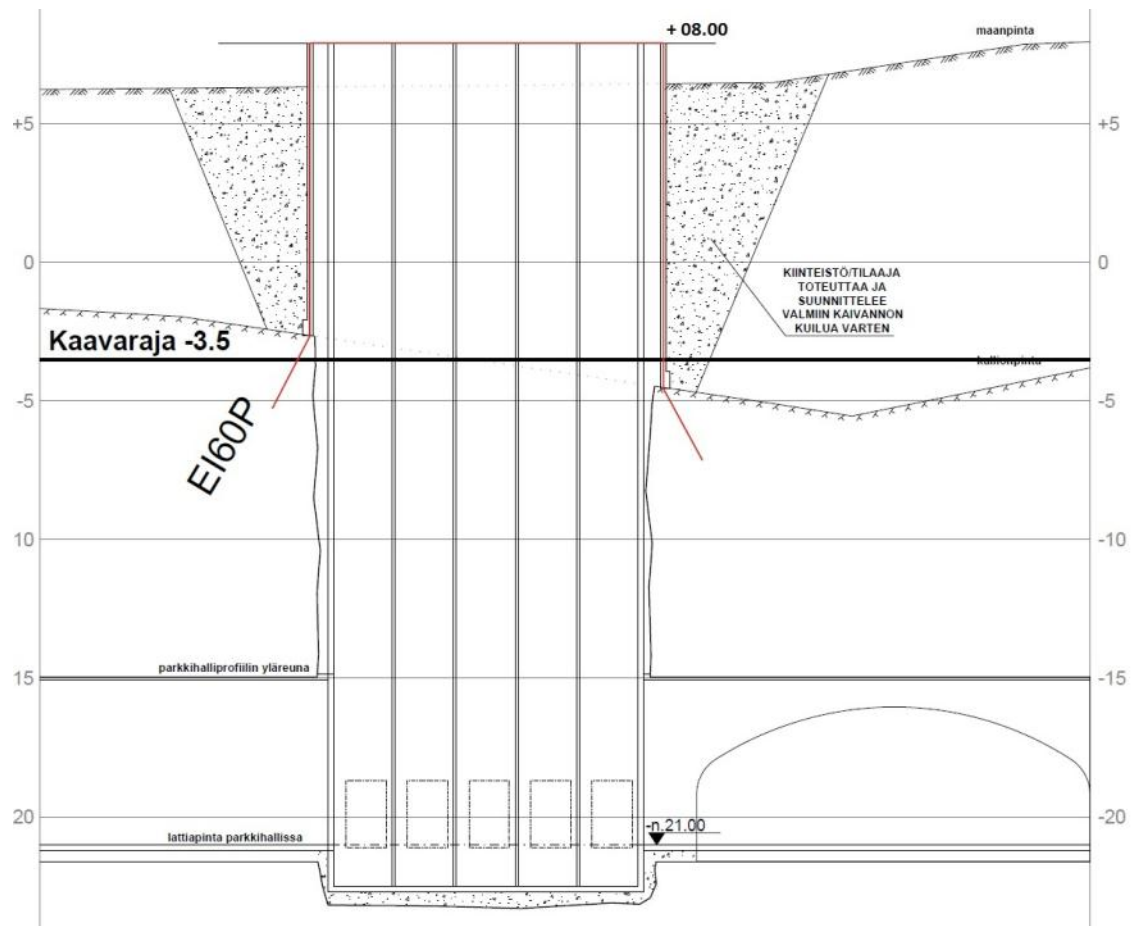 + 08.00
maanpinta
+5
+5
0
0
KIINTEISTÖ/TILAAJA
TOTEUTTAA JA
SUUNNITTELEE
VALMIIN KAIVANNON
KUILUA VARTEN
Kaavaraja -3.5
kallionpinta
-5
-5
EI60P
10
-10
parkkihalliprofiilin yläreuna
15
-15
20
-20
-n.21.00
lattiapinta parkkihallissa